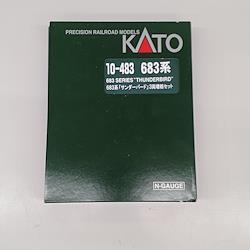 PRECISION RAILROAD MODELS
KATO
10-483 683系
683 SERIES "THUNDERBIRD"
683系「サンダーバード」3両増結セット
N-GAUGE